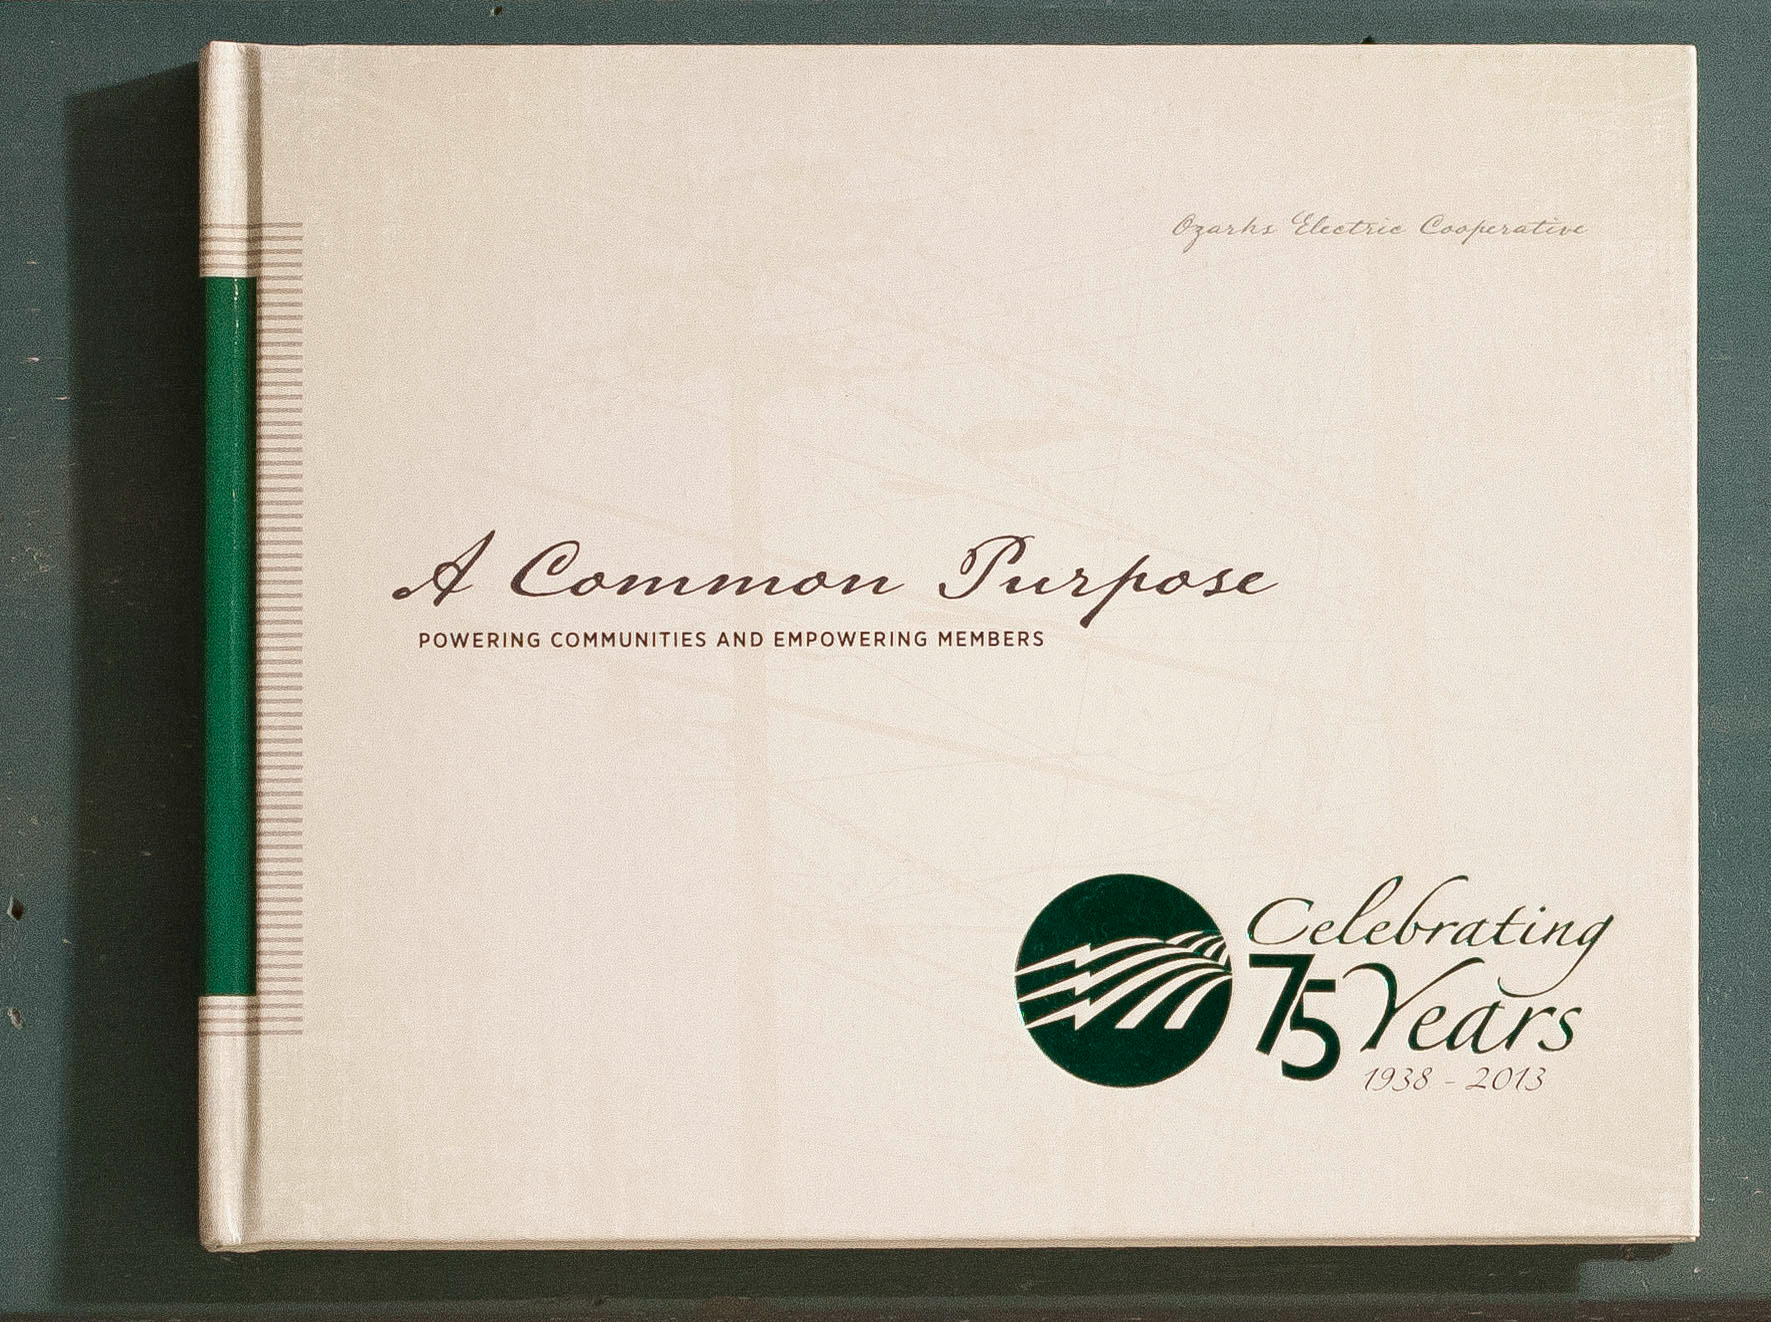 Ozarks Electric Cooperative
A Common Purpose
POWERING COMMUNITIES AND EMPOWERING MEMBERS
Celebrating
75 Years
1938 - 2013